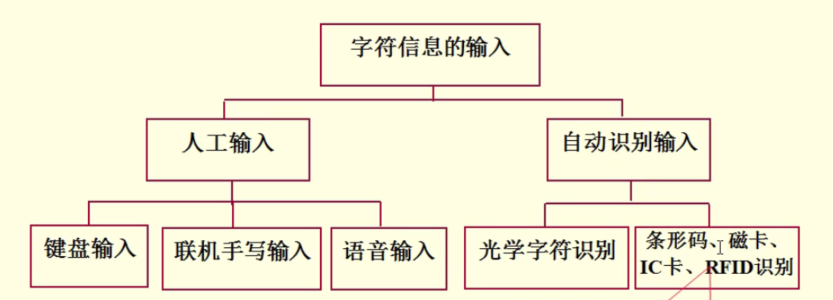 字符信息的输入
人工输入
自动识别输入
键盘输入
联机手写输入
语音输入
光学字符识别
条形码、磁卡、
IC卡、RFID识别